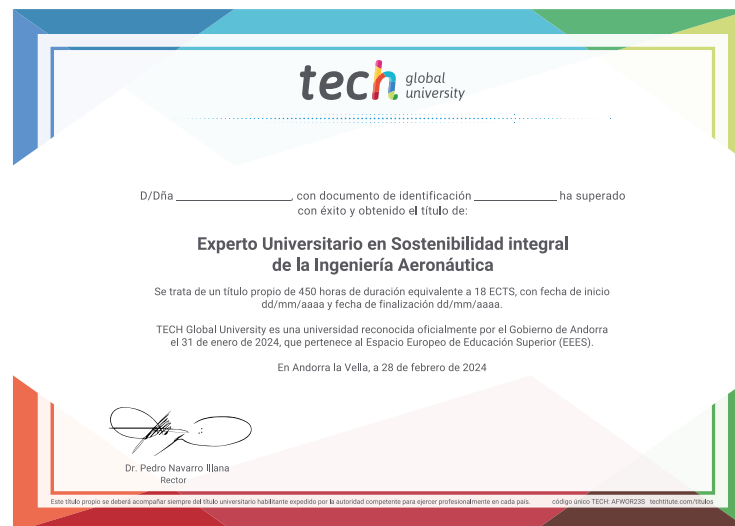 tech global
university
D/Dña ____________________, con documento de identificación ______________ ha superado
con éxito y obtenido el título de:
Experto Universitario en Sostenibilidad integral
de la Ingeniería Aeronáutica
Se trata de un título propio de 450 horas de duración equivalente a 18 ECTS, con fecha de inicio
dd/mm/aaaa y fecha de finalización dd/mm/aaaa.
TECH Global University es una universidad reconocida oficialmente por el Gobierno de Andorra
el 31 de enero de 2024, que pertenece al Espacio Europeo de Educación Superior (EEES).
En Andorra la Vella, a 28 de febrero de 2024
Dr. Pedro Navarro Illana
Rector
Este título propio se deberá acompañar siempre del título universitario habilitante expedido por la autoridad competente para ejercer profesionalmente en cada país. código único TECH: AFWOR23S techtitute.com/titulos